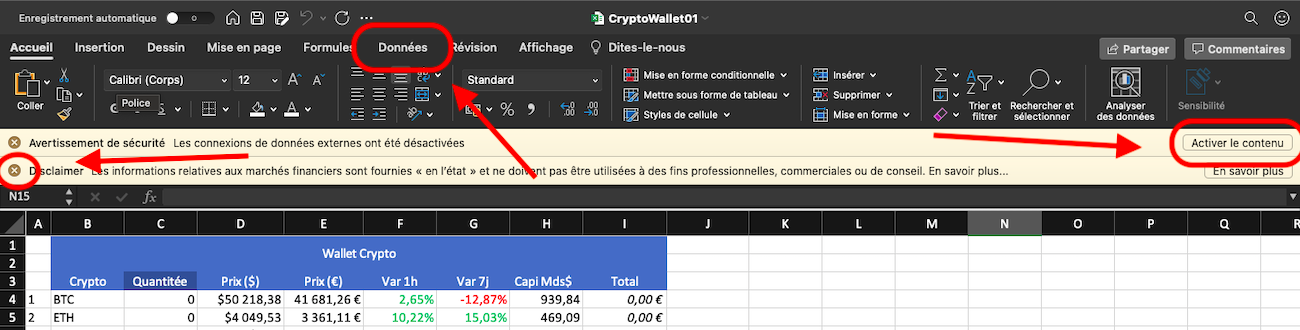 Enregistrement automatique
CryptoWallet01
Accueil Insertion Dessin Mise en page Formules Données Révision Affichage Dites-le-nous Partager Commentaires
Calibri (Corps) 12 Standard Mise en forme conditionnelle Insérer
Coller Police Mettre sous forme de tableau Supprimer Trier et filtrer Rechercher et sélectionner Analyser des données Sensibilité
Styles de cellule Mise en forme
Avertissement de sécurité Les connexions de données externes ont été désactivées Activer le contenu
Disclaimer Les informations relatives aux marchés financiers sont fournies « en l'état » et ne doivent pas être utilisées à des fins professionnelles, commerciales ou de conseil. En savoir plus... En savoir plus
N15 fx
A B C D E F G H I J K L M N O P Q R
1
2 Wallet Crypto
3 Crypto Quantitée Prix ($) Prix (€) Var 1h Var 7j Capi Mds$ Total
4 1 BTC 0 $50 218,38 41 681,26 € 2,65% -12,87% 939,84 0,00 €
5 2 ETH 0 $4 049,53 3 361,11 € 10,22% 15,03% 469,09 0,00 €